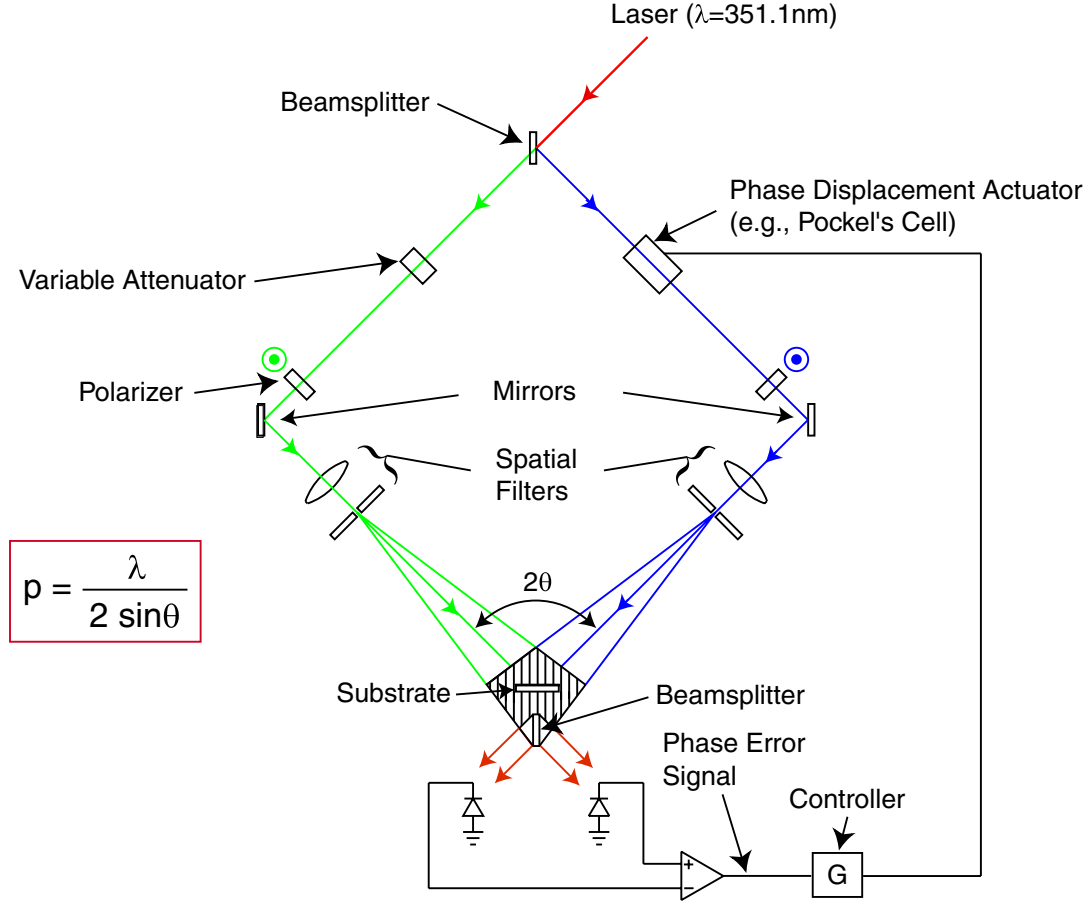 Laser (λ=351.1nm)
Beamsplitter
Phase Displacement Actuator
(e.g., Pockel's Cell)
Variable Attenuator
Polarizer
Mirrors
Spatial
Filters
p = λ / 2 sinθ
2θ
Substrate
Beamsplitter
Phase Error
Signal
Controller
+
−
G